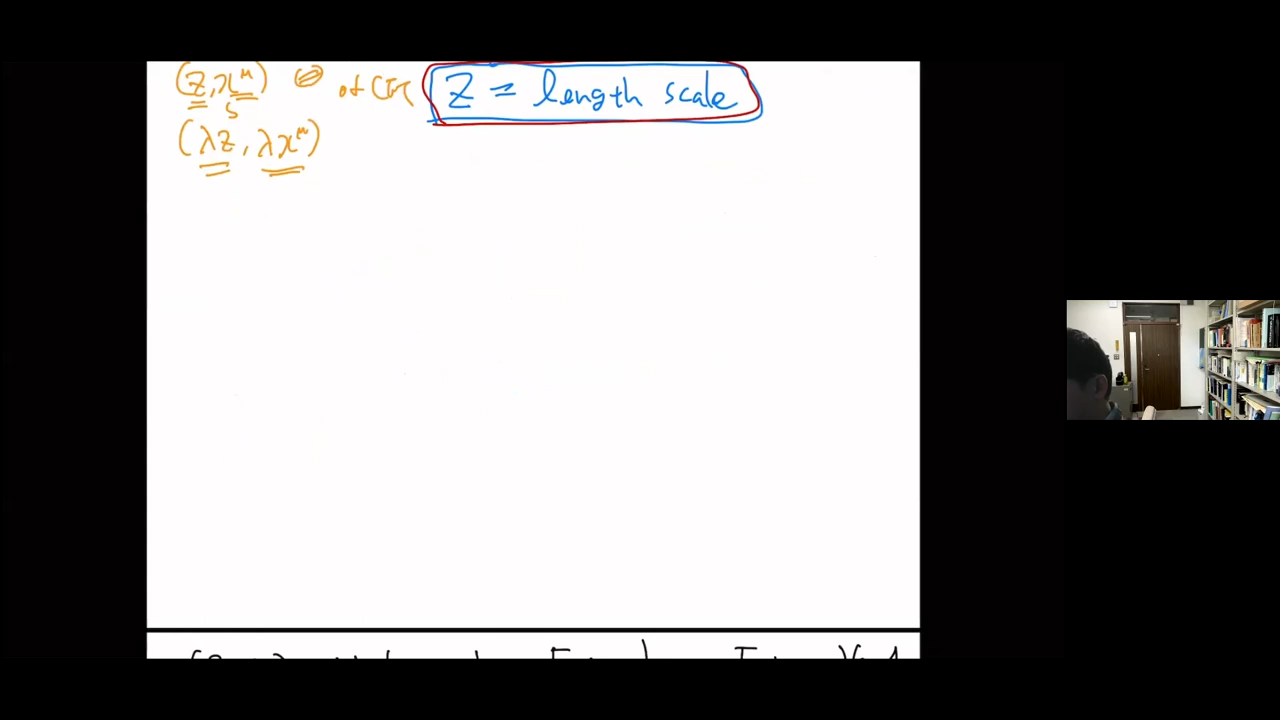 (z, x^μ) of CFT z = length scale
(λz, λx^μ)